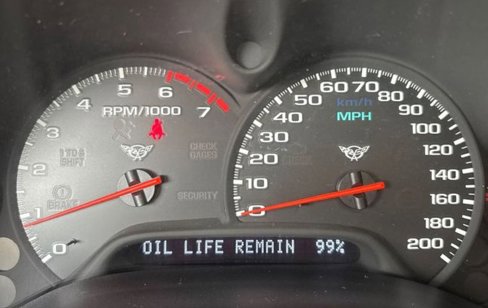 RPM/1000
0
1
2
3
4
5
6
7
1 TO 4
SHIFT
BRAKE
CHECK
GAGES
SECURITY
km/h
MPH
0
10
20
30
40
50
60
70
80
90
100
120
140
160
180
200
CRUISE
OIL LIFE REMAIN 99%